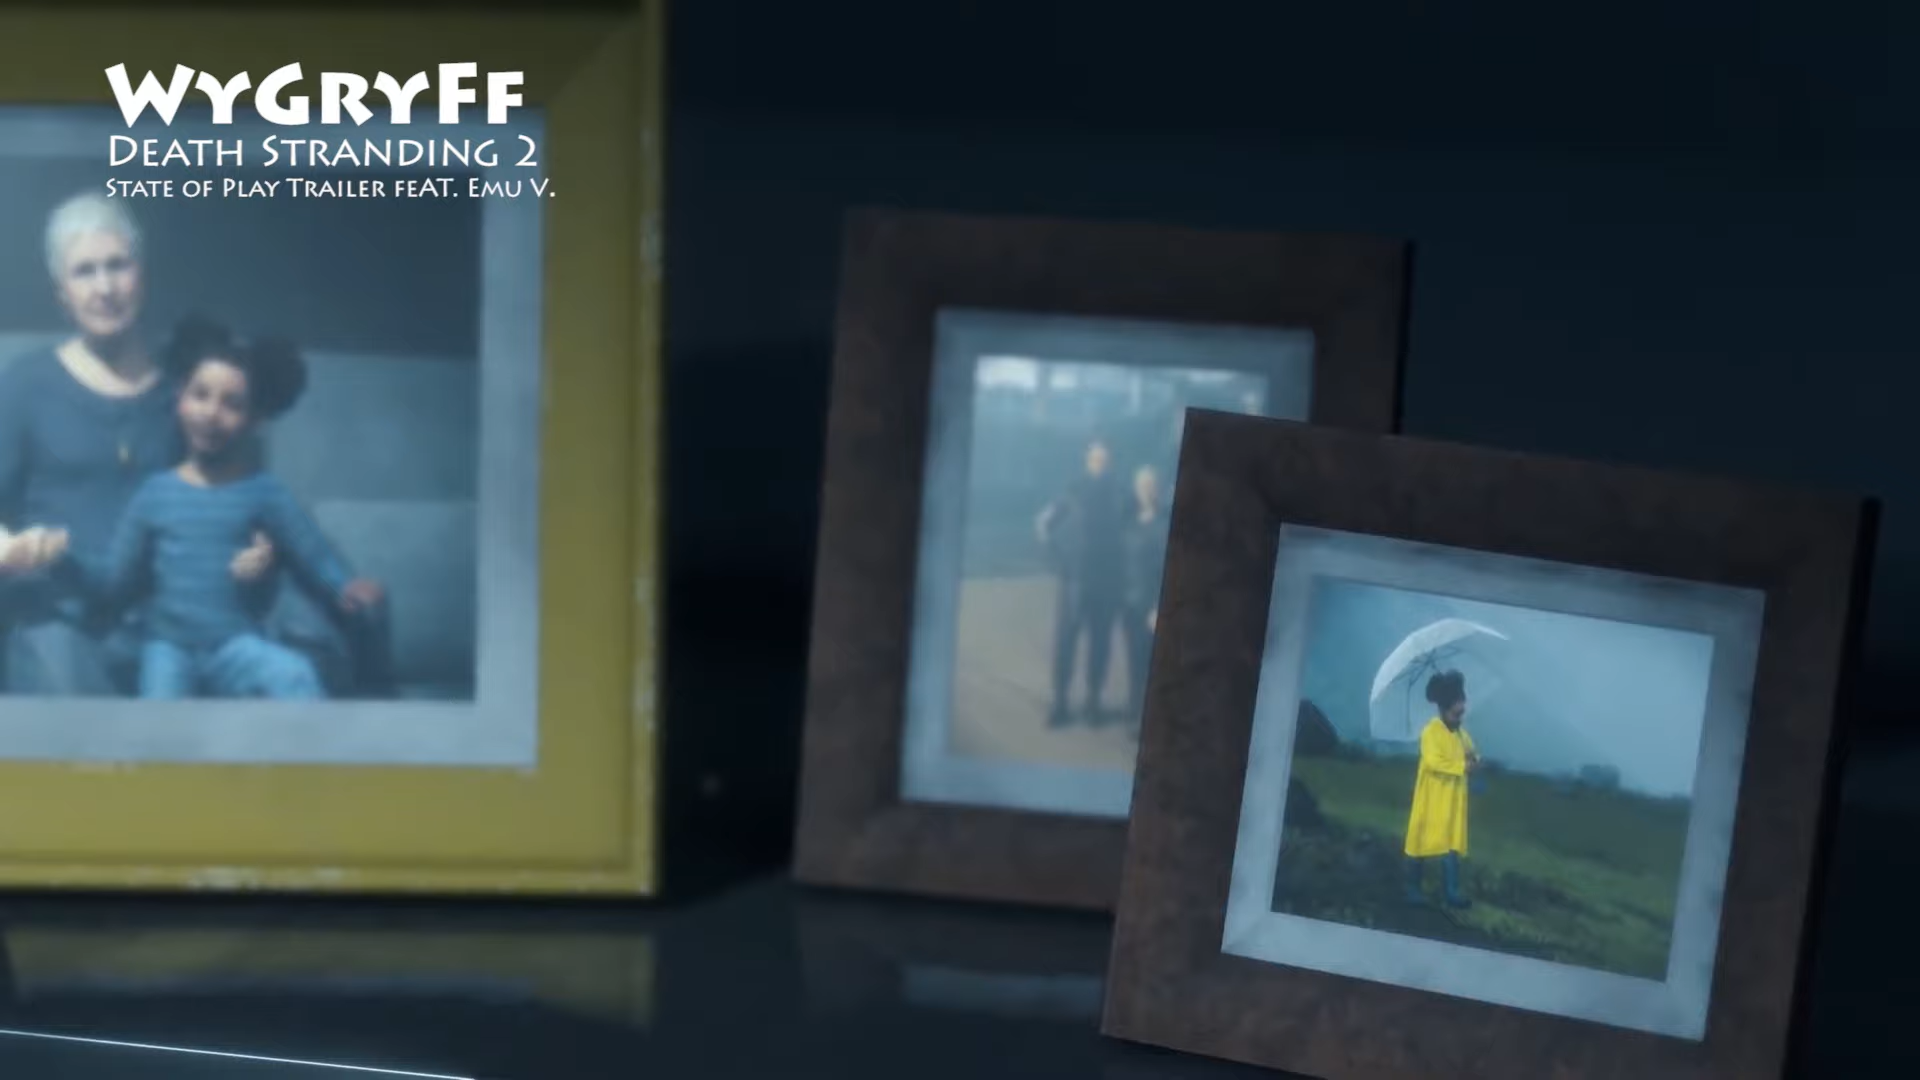 WyGryFf
Death Stranding 2
State of Play Trailer feat. Emu V.